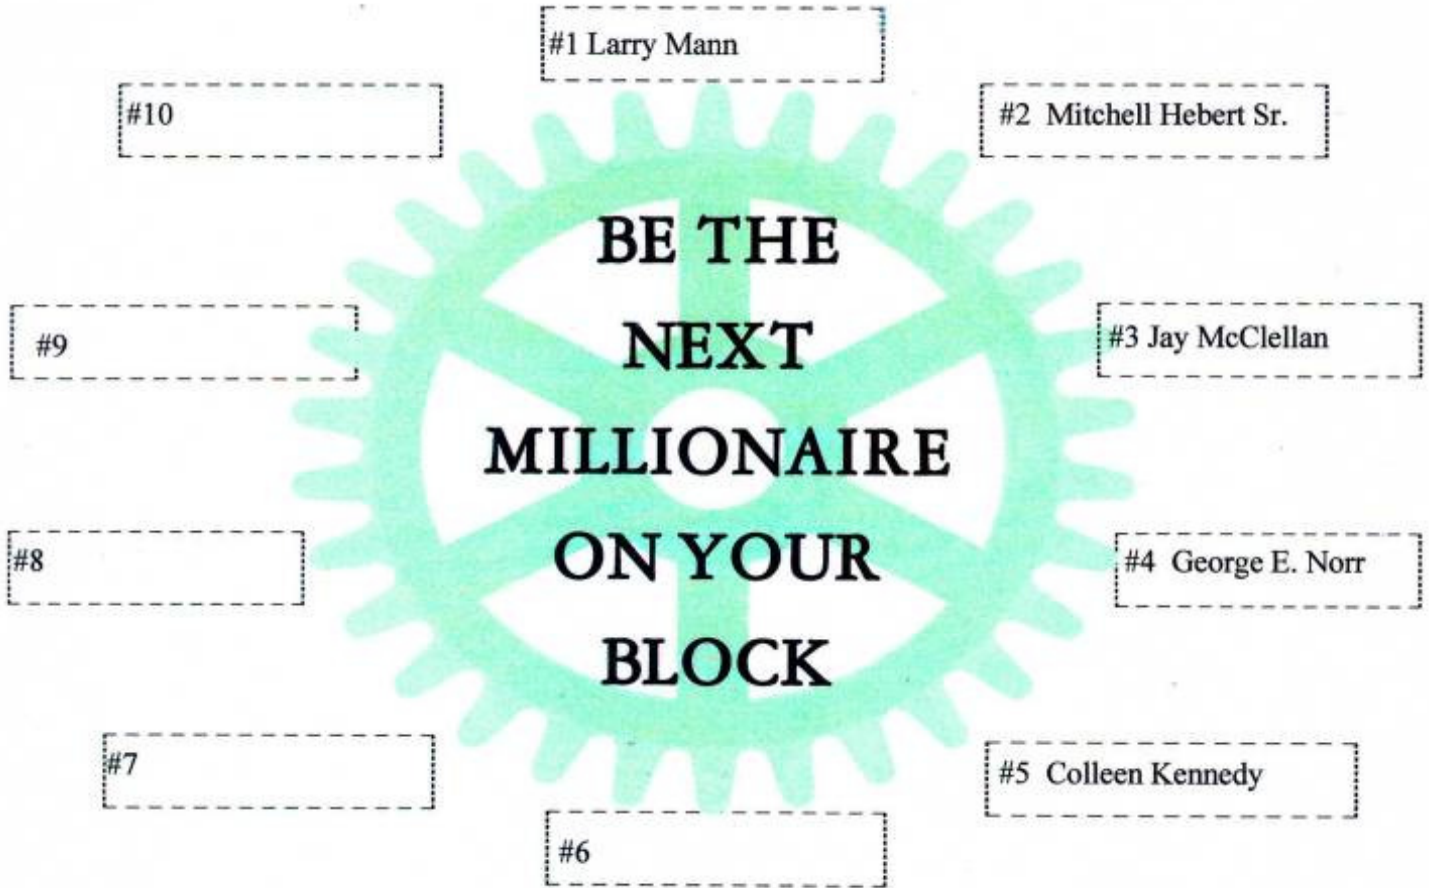 #1 Larry Mann
#2 Mitchell Hebert Sr.
#3 Jay McClellan
#4 George E. Norr
#5 Colleen Kennedy
#6
#7
#8
#9
#10
BE THE
NEXT
MILLIONAIRE
ON YOUR
BLOCK